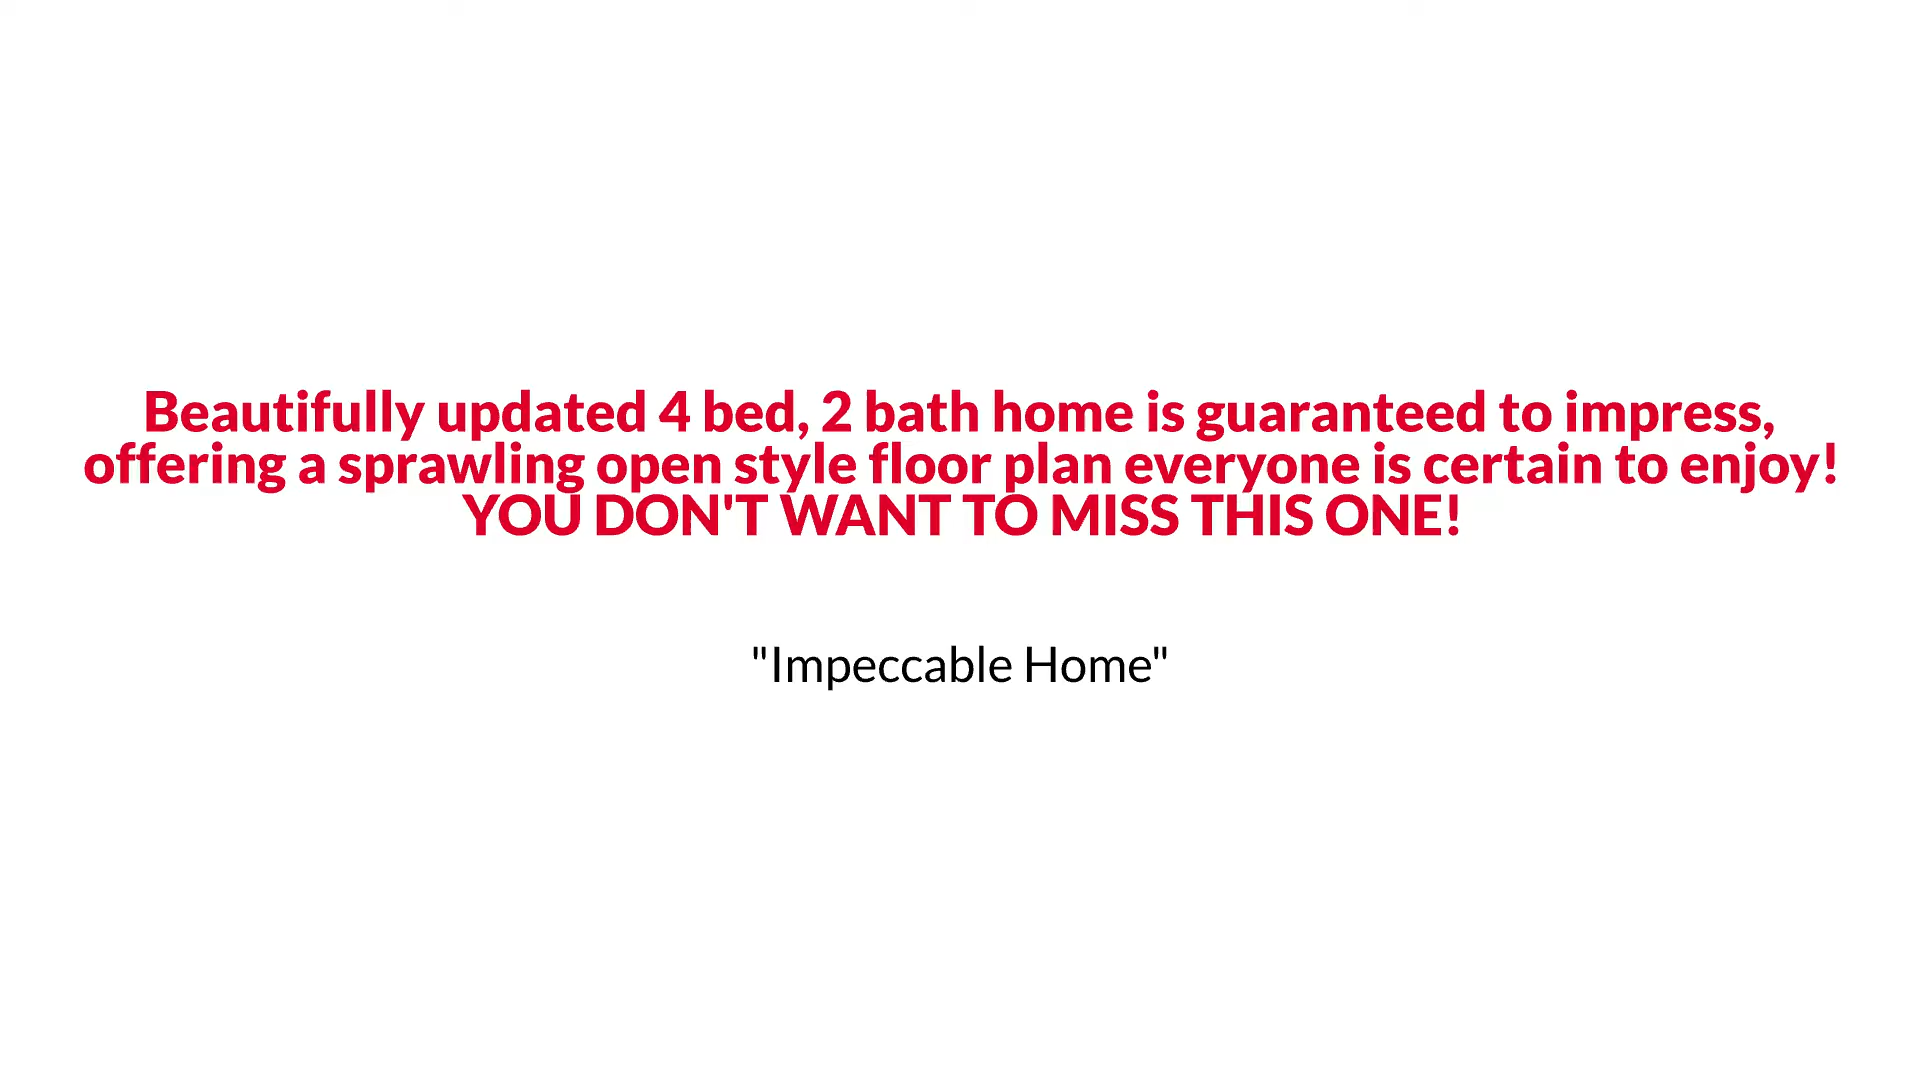 Beautifully updated 4 bed, 2 bath home is guaranteed to impress,
offering a sprawling open style floor plan everyone is certain to enjoy!
YOU DON'T WANT TO MISS THIS ONE!
"Impeccable Home"